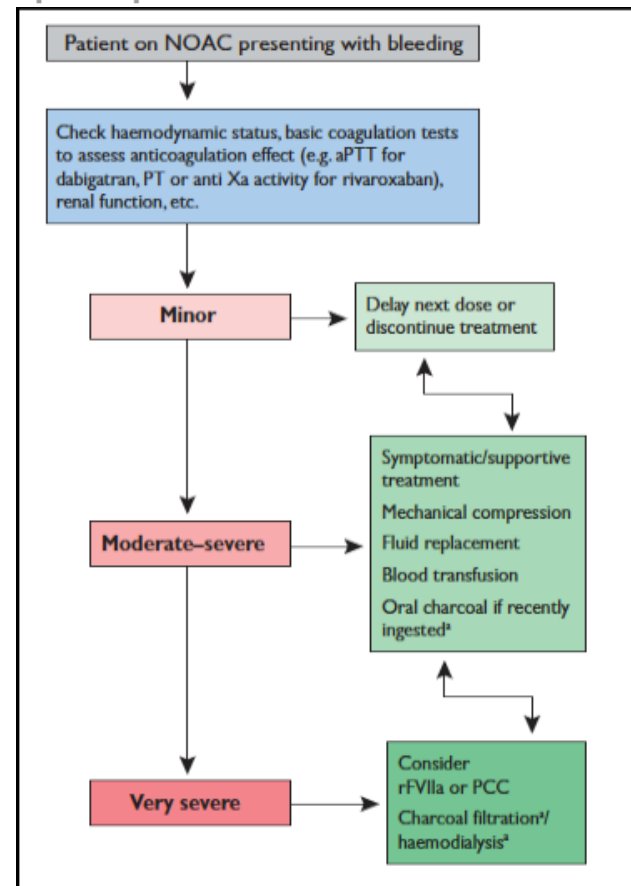 Patient on NOAC presenting with bleeding
Check haemodynamic status, basic coagulation tests
to assess anticoagulation effect (e.g. aPTT for
dabigatran, PT or anti Xa activity for rivaroxaban),
renal function, etc.
Minor
Delay next dose or
discontinue treatment
Moderate–severe
Symptomatic/supportive
treatment
Mechanical compression
Fluid replacement
Blood transfusion
Oral charcoal if recently
ingestedᵃ
Very severe
Consider
rFVIIa or PCC
Charcoal filtrationᵃ/
haemodialysisᵃ